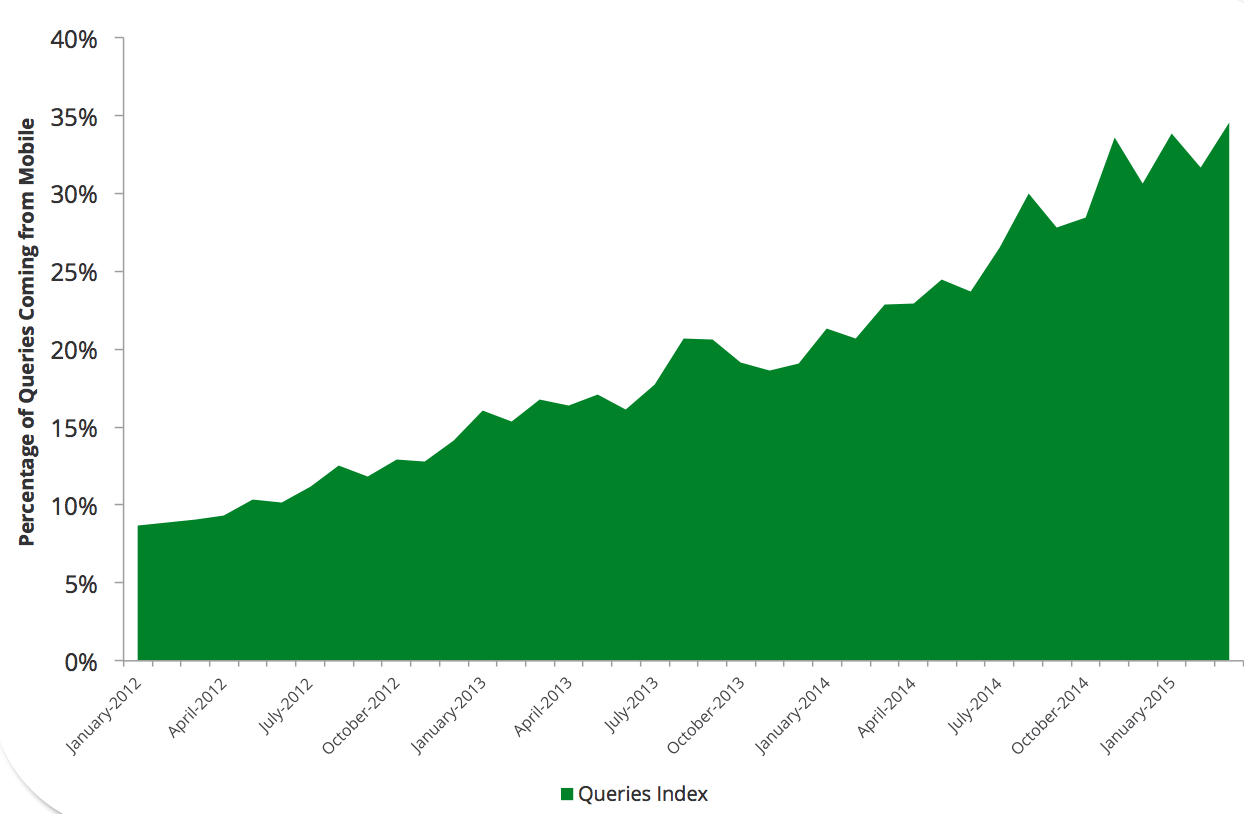 40%
35%
30%
25%
20%
15%
10%
5%
0%
Percentage of Queries Coming from Mobile
January-2012
April-2012
July-2012
October-2012
January-2013
April-2013
July-2013
October-2013
January-2014
April-2014
July-2014
October-2014
January-2015
Queries Index